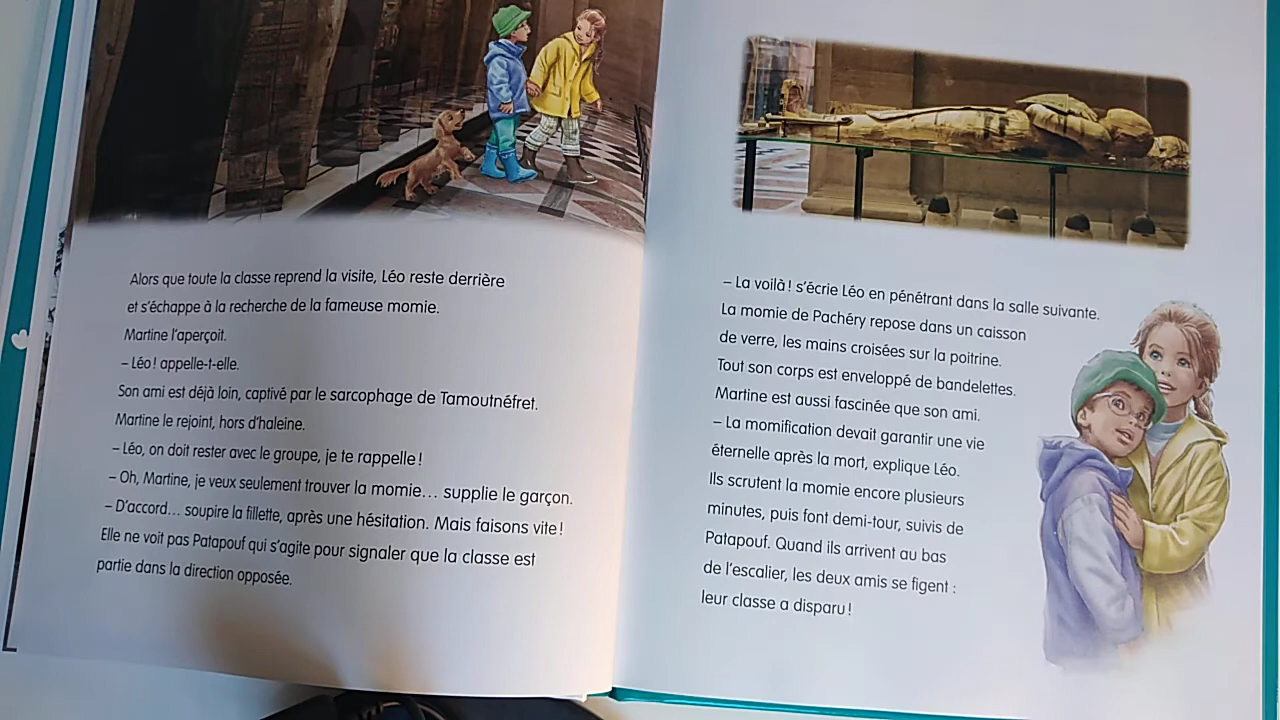 Alors que toute la classe reprend la visite, Léo reste derrière
et s'échappe à la recherche de la fameuse momie.
Martine l'aperçoit.
– Léo ! appelle-t-elle.
Son ami est déjà loin, captivé par le sarcophage de Tamoutnéfret.
Martine le rejoint, hors d'haleine.
– Léo, on doit rester avec le groupe, je te rappelle !
– Oh, Martine, je veux seulement trouver la momie… supplie le garçon.
– D'accord… soupire la fillette, après une hésitation. Mais faisons vite !
Elle ne voit pas Patapouf qui s'agite pour signaler que la classe est
partie dans la direction opposée.
– La voilà ! s'écrie Léo en pénétrant dans la salle suivante.
La momie de Pachéry repose dans un caisson
de verre, les mains croisées sur la poitrine.
Tout son corps est enveloppé de bandelettes.
Martine est aussi fascinée que son ami.
– La momification devait garantir une vie
éternelle après la mort, explique Léo.
Ils scrutent la momie encore plusieurs
minutes, puis font demi-tour, suivis de
Patapouf. Quand ils arrivent au bas
de l'escalier, les deux amis se figent :
leur classe a disparu !